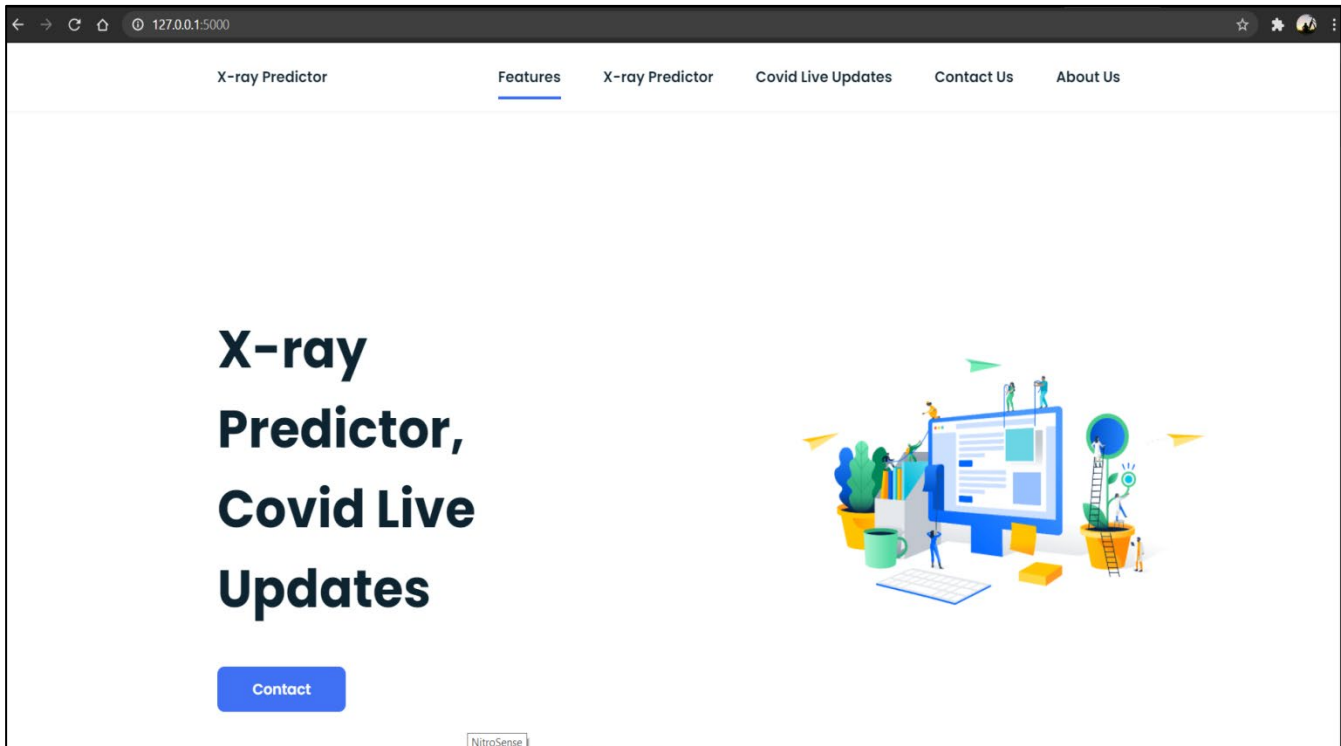 127.0.0.1:5000
X-ray Predictor Features X-ray Predictor Covid Live Updates Contact Us About Us
X-ray
Predictor,
Covid Live
Updates
Contact
NitroSense